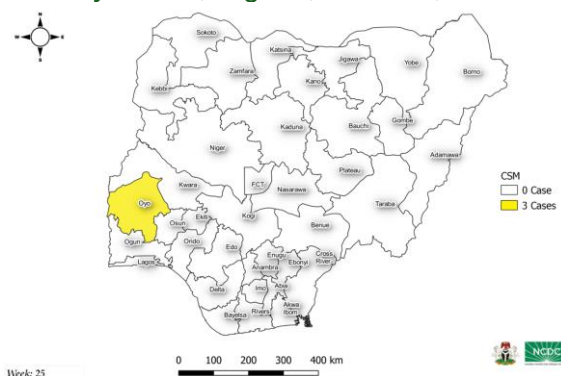 Sokoto
Katsina
Jigawa
Yobe
Borno
Zamfara
Kano
Kebbi
Gombe
Kaduna
Bauchi
Adamawa
Niger
CSM
0 Case
3 Cases
Plateau
Kwara
FCT
Nasarawa
Taraba
Oyo
Osun
Ekiti
Kogi
Benue
Ogun
Ondo
Edo
Enugu
Ebonyi
Cross
River
Lagos
Anambra
Delta
Imo
Abia
Bayelsa
Rivers
Akwa
Ibom
NCDC
0 100 200 300 400 km
Week: 25